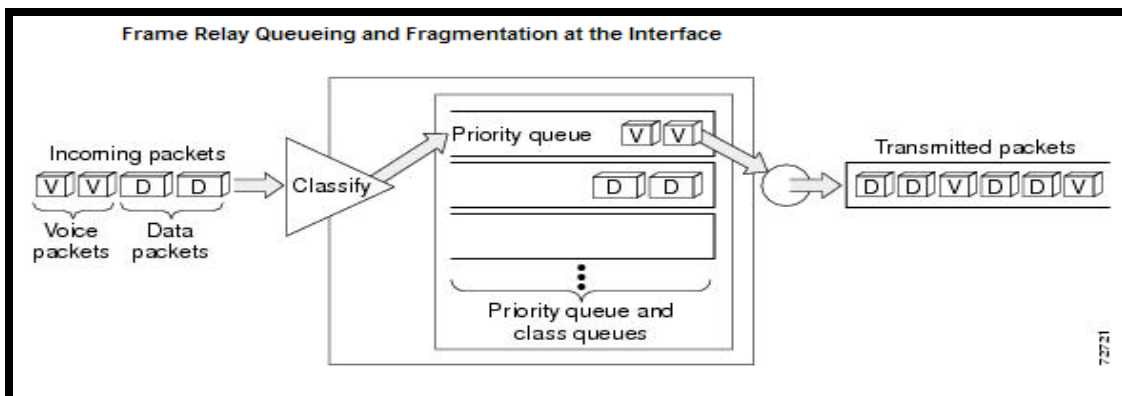 Frame Relay Queueing and Fragmentation at the Interface
Incoming packets
V V D D
Voice
packets
Data
packets
Classify
Priority queue V V
D D
Priority queue and
class queues
Transmitted packets
D D V D D V
72721